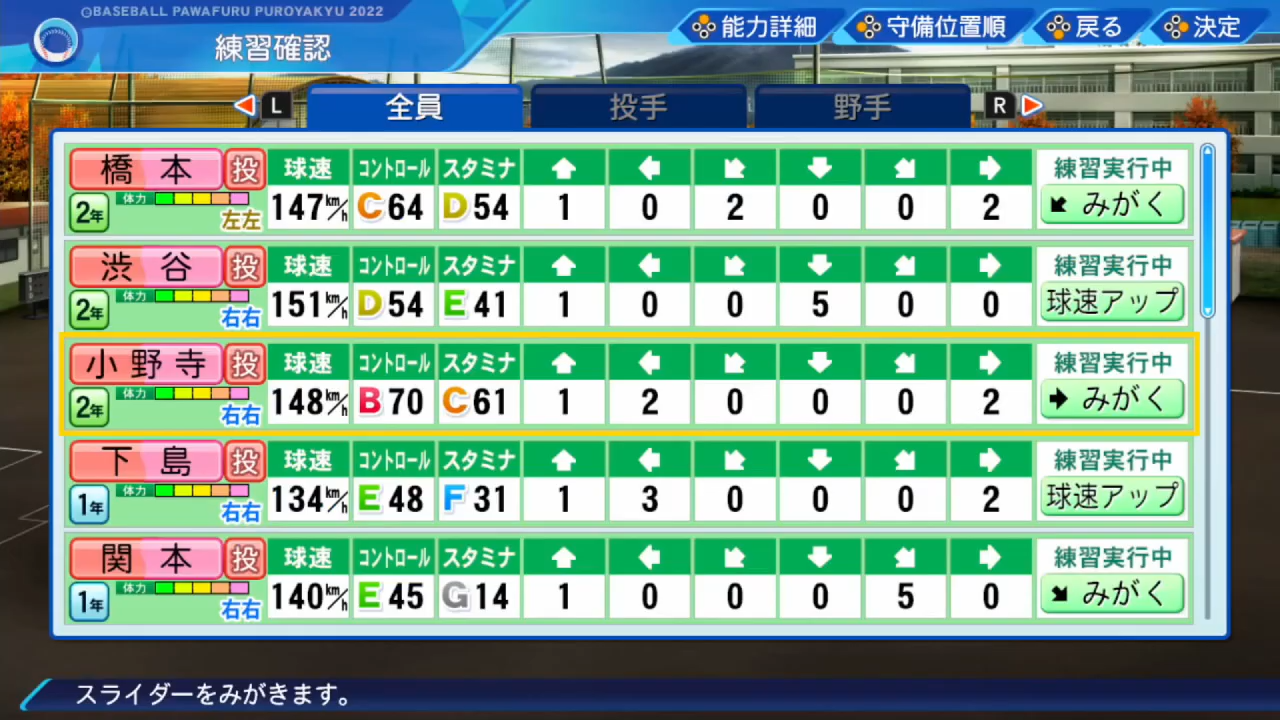 ©BASEBALL PAWAFURU PUROYAKYU 2022
練習確認
能力詳細 守備位置順 戻る 決定
L 全員 投手 野手 R
橋本 投 球速 コントロール スタミナ 練習実行中
2年 体力 左左 147km/h C64 D54 1 0 2 0 0 2 みがく
渋谷 投 球速 コントロール スタミナ 練習実行中
2年 体力 右右 151km/h D54 E41 1 0 0 5 0 0 球速アップ
小野寺 投 球速 コントロール スタミナ 練習実行中
2年 体力 右右 148km/h B70 C61 1 2 0 0 0 2 みがく
下島 投 球速 コントロール スタミナ 練習実行中
1年 体力 右右 134km/h E48 F31 1 3 0 0 0 2 球速アップ
関本 投 球速 コントロール スタミナ 練習実行中
1年 体力 右右 140km/h E45 G14 1 0 0 0 5 0 みがく
スライダーをみがきます。